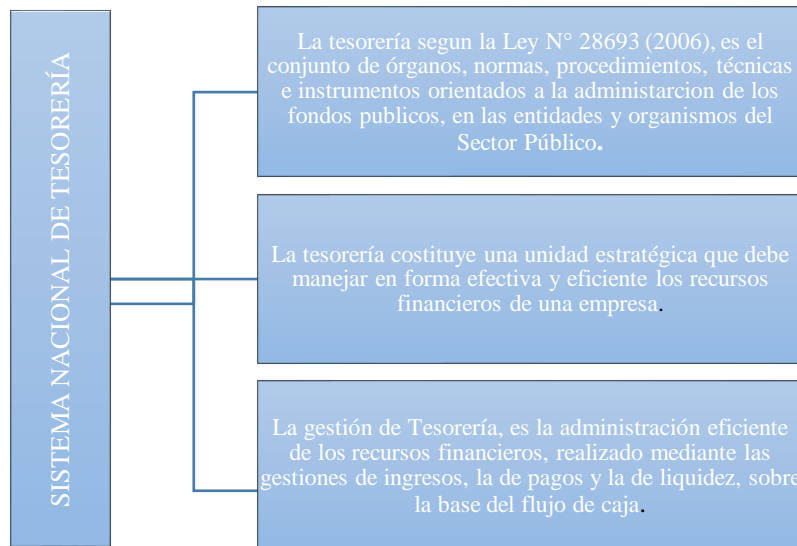 SISTEMA NACIONAL DE TESORERÍA
La tesorería segun la Ley N° 28693 (2006), es el
conjunto de órganos, normas, procedimientos, técnicas
e instrumentos orientados a la administarcion de los
fondos publicos, en las entidades y organismos del
Sector Público.
La tesorería costituye una unidad estratégica que debe
manejar en forma efectiva y eficiente los recursos
financieros de una empresa.
La gestión de Tesorería, es la administración eficiente
de los recursos financieros, realizado mediante las
gestiones de ingresos, la de pagos y la de liquidez, sobre
la base del flujo de caja.